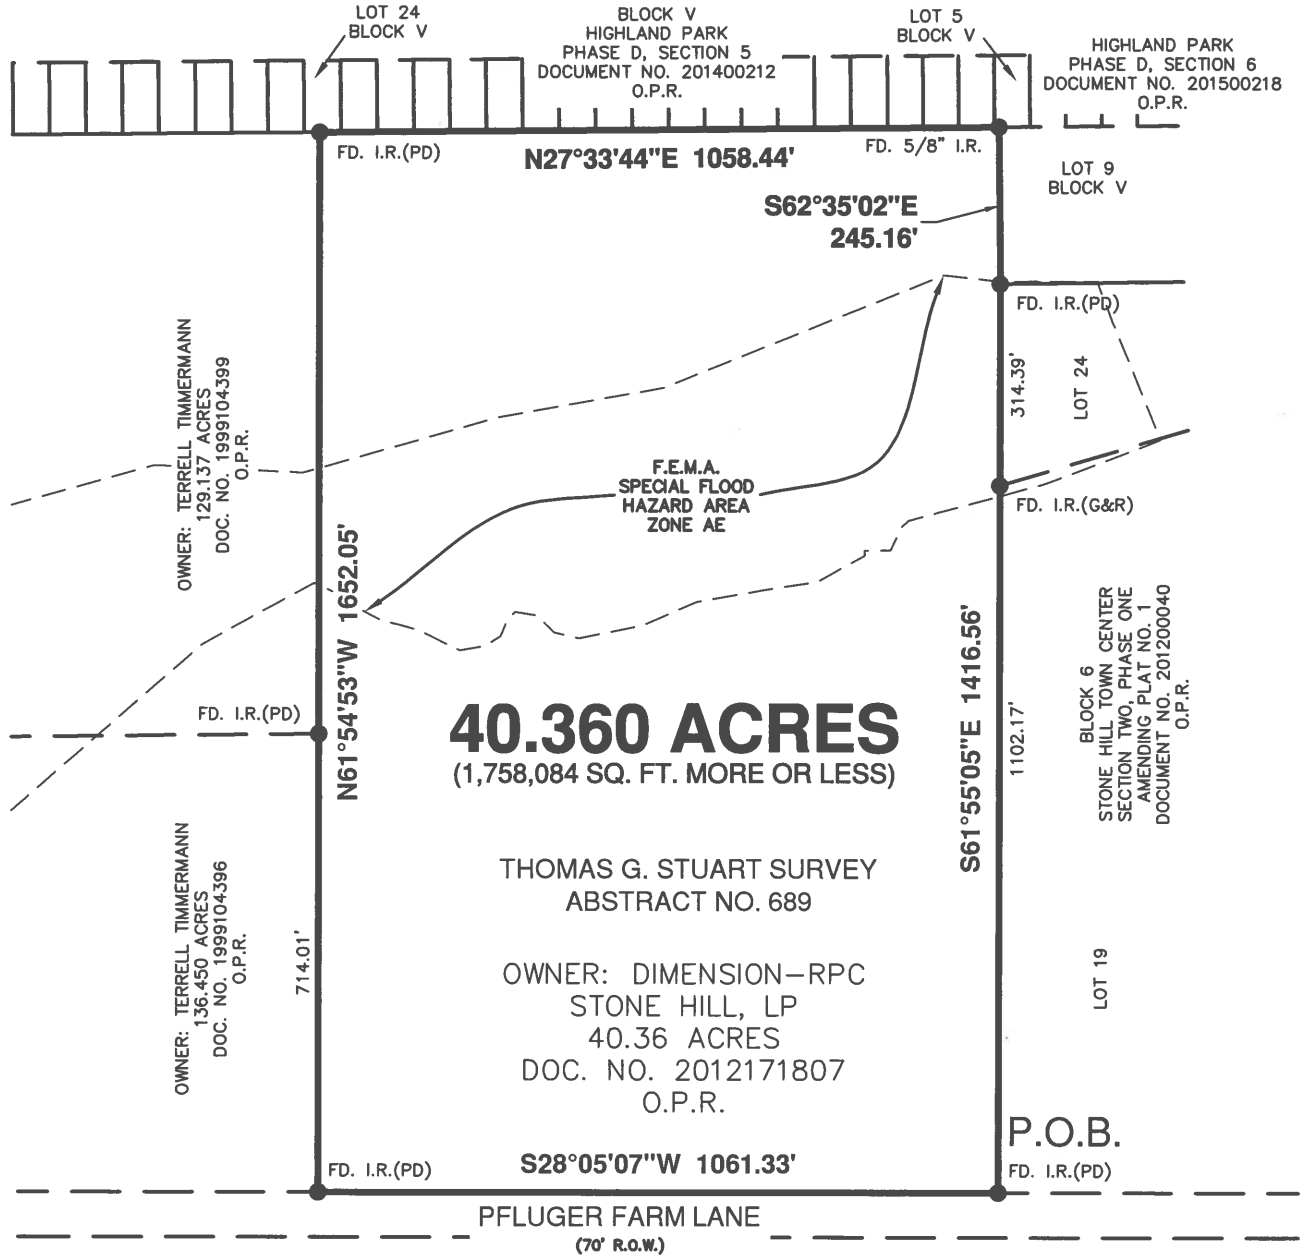 LOT 24
BLOCK V
BLOCK V
HIGHLAND PARK
PHASE D, SECTION 5
DOCUMENT NO. 201400212
O.P.R.
LOT 5
BLOCK V
HIGHLAND PARK
PHASE D, SECTION 6
DOCUMENT NO. 201500218
O.P.R.
FD. I.R.(PD)
N27°33'44"E 1058.44'
FD. 5/8" I.R.
LOT 9
BLOCK V
S62°35'02"E
245.16'
FD. I.R.(PD)
314.39'
LOT 24
OWNER: TERRELL TIMMERMANN
129.137 ACRES
DOC. NO. 1999104399
O.P.R.
F.E.M.A.
SPECIAL FLOOD
HAZARD AREA
ZONE AE
FD. I.R.(G&R)
N61°54'53"W 1652.05'
S61°55'05"E 1416.56'
1102.17'
BLOCK 6
STONE HILL TOWN CENTER
SECTION TWO, PHASE ONE
AMENDING PLAT NO. 1
DOCUMENT NO. 201200040
O.P.R.
FD. I.R.(PD)
40.360 ACRES
(1,758,084 SQ. FT. MORE OR LESS)
OWNER: TERRELL TIMMERMANN
136.450 ACRES
DOC. NO. 1999104396
O.P.R.
714.01'
THOMAS G. STUART SURVEY
ABSTRACT NO. 689
OWNER: DIMENSION-RPC
STONE HILL, LP
40.36 ACRES
DOC. NO. 2012171807
O.P.R.
LOT 19
P.O.B.
FD. I.R.(PD)
S28°05'07"W 1061.33'
FD. I.R.(PD)
PFLUGER FARM LANE
(70' R.O.W.)